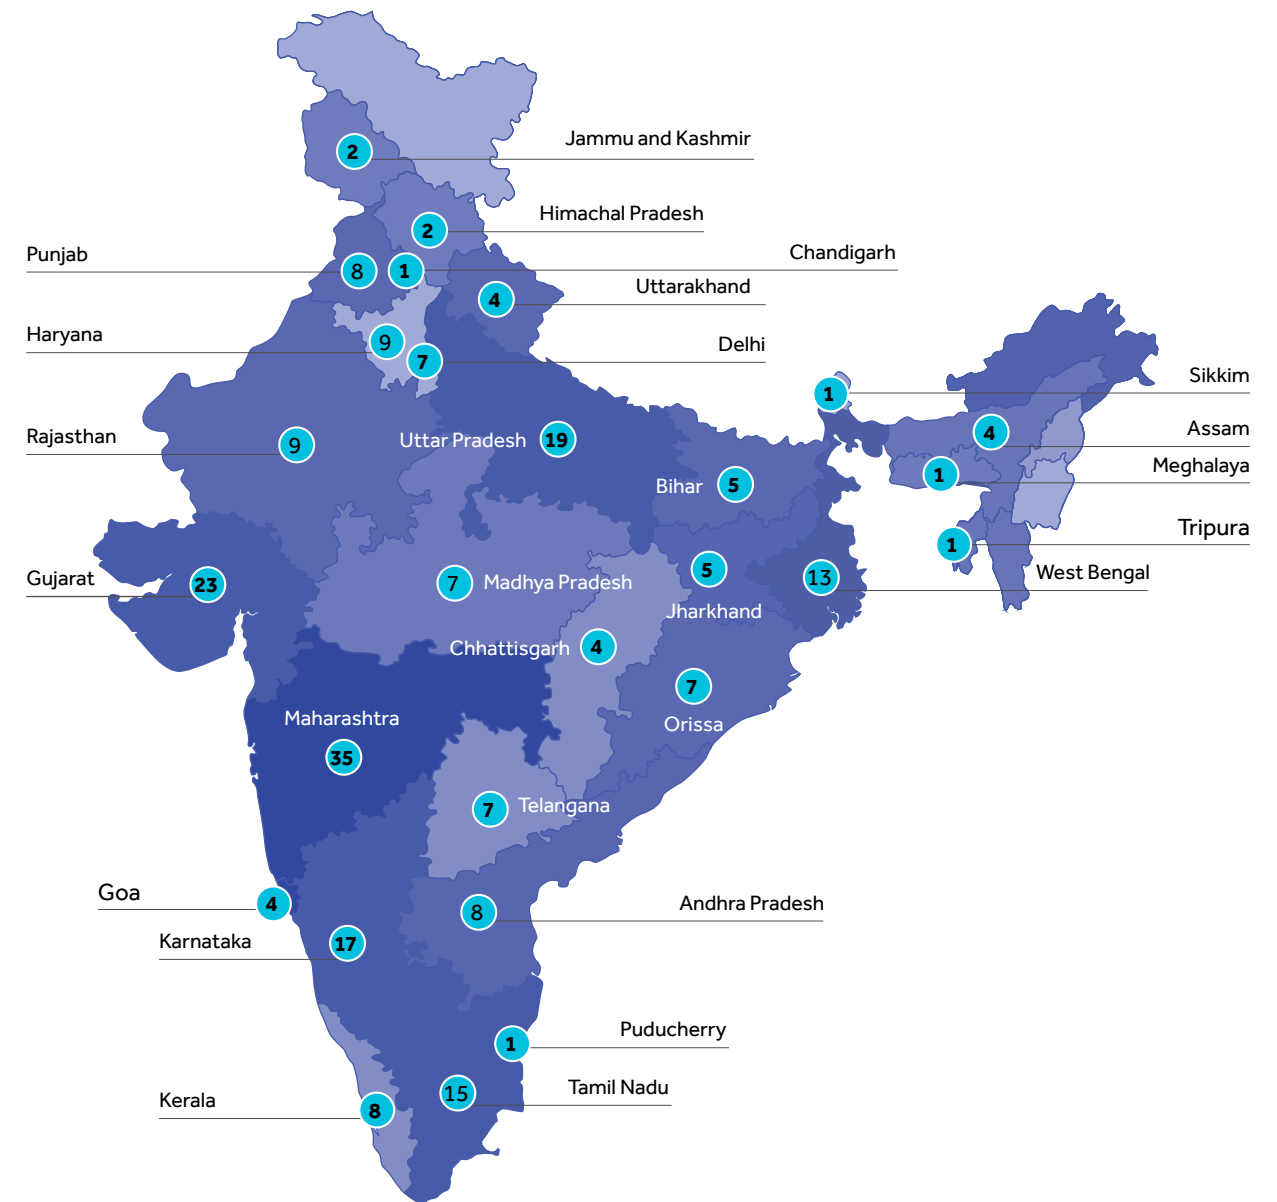 Jammu and Kashmir
2
Himachal Pradesh
2
Punjab
8
1
Chandigarh
Uttarakhand
4
Haryana
9
Delhi
7
Sikkim
1
Rajasthan
9
Uttar Pradesh
19
Assam
4
Meghalaya
1
Bihar
5
Tripura
1
Gujarat
23
7
Madhya Pradesh
5
Jharkhand
13
West Bengal
Chhattisgarh
4
7
Orissa
Maharashtra
35
7
Telangana
Goa
4
8
Andhra Pradesh
Karnataka
17
Puducherry
1
Tamil Nadu
15
Kerala
8